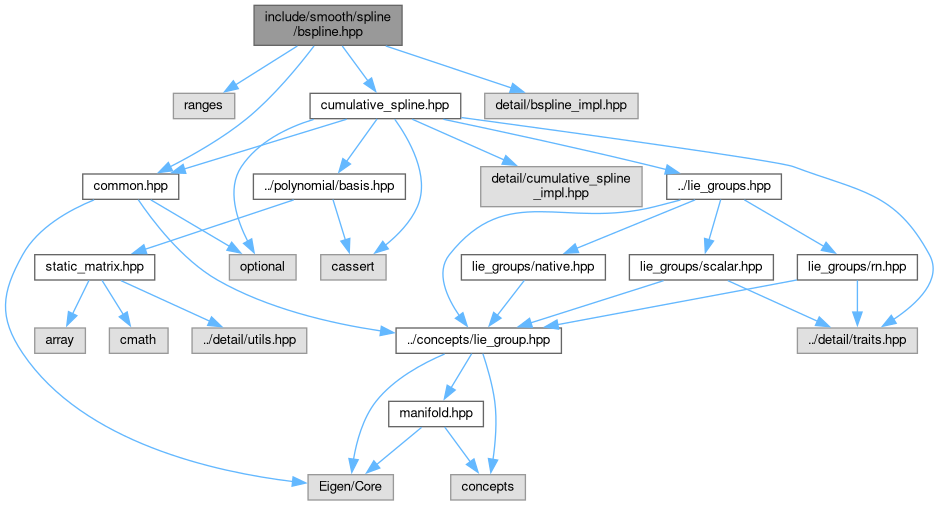 include/smooth/spline
/bspline.hpp
ranges
cumulative_spline.hpp
detail/bspline_impl.hpp
common.hpp
../polynomial/basis.hpp
detail/cumulative_spline
_impl.hpp
../lie_groups.hpp
static_matrix.hpp
optional
cassert
lie_groups/native.hpp
lie_groups/scalar.hpp
lie_groups/rn.hpp
array
cmath
../detail/utils.hpp
../concepts/lie_group.hpp
../detail/traits.hpp
manifold.hpp
Eigen/Core
concepts